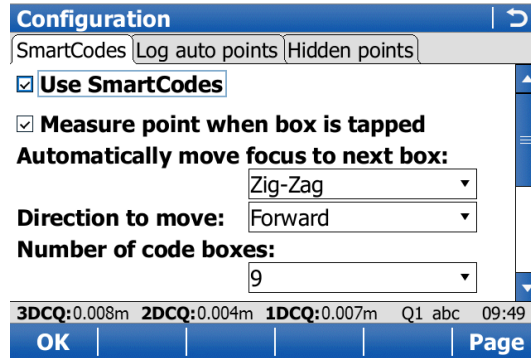 Configuration
SmartCodes Log auto points Hidden points
Use SmartCodes
Measure point when box is tapped
Automatically move focus to next box:
Zig-Zag
Direction to move: Forward
Number of code boxes:
9
3DCQ:0.008m 2DCQ:0.004m 1DCQ:0.007m Q1 abc 09:49
OK Page